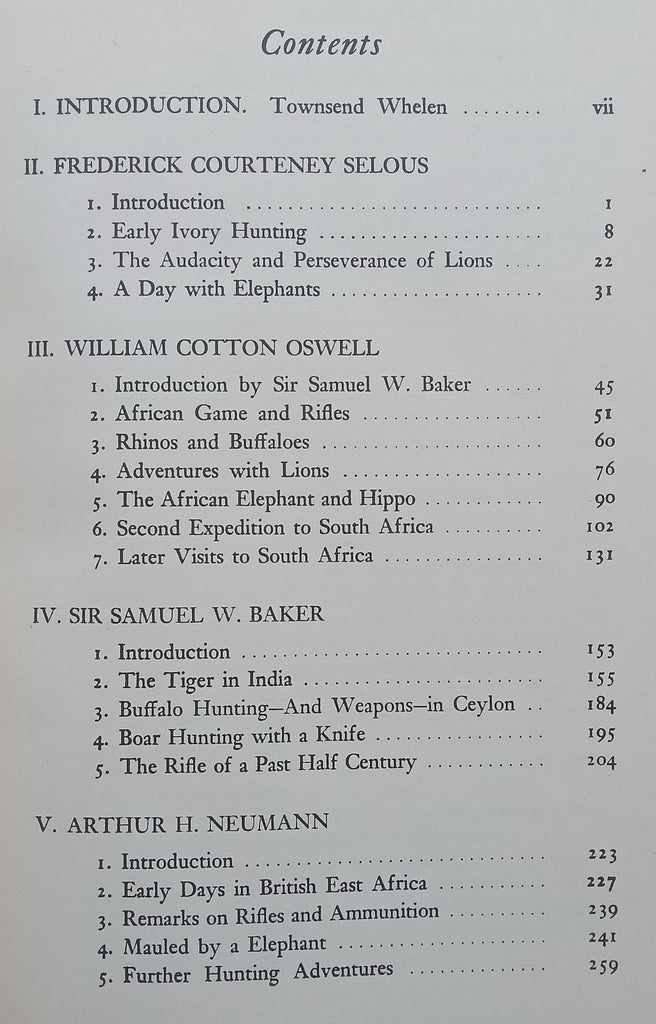 Contents
I. INTRODUCTION. Townsend Whelen ........ vii
II. FREDERICK COURTENEY SELOUS
1. Introduction ............................ 1
2. Early Ivory Hunting ..................... 8
3. The Audacity and Perseverance of Lions .... 22
4. A Day with Elephants .................... 31
III. WILLIAM COTTON OSWELL
1. Introduction by Sir Samuel W. Baker ...... 45
2. African Game and Rifles ................. 51
3. Rhinos and Buffaloes ..................... 60
4. Adventures with Lions ................... 76
5. The African Elephant and Hippo ............ 90
6. Second Expedition to South Africa .......... 102
7. Later Visits to South Africa ................ 131
IV. SIR SAMUEL W. BAKER
1. Introduction ............................. 153
2. The Tiger in India ....................... 155
3. Buffalo Hunting—And Weapons—in Ceylon .. 184
4. Boar Hunting with a Knife ................ 195
5. The Rifle of a Past Half Century ............ 204
V. ARTHUR H. NEUMANN
1. Introduction ............................. 223
2. Early Days in British East Africa ........... 227
3. Remarks on Rifles and Ammunition .......... 239
4. Mauled by a Elephant .................... 241
5. Further Hunting Adventures .............. 259